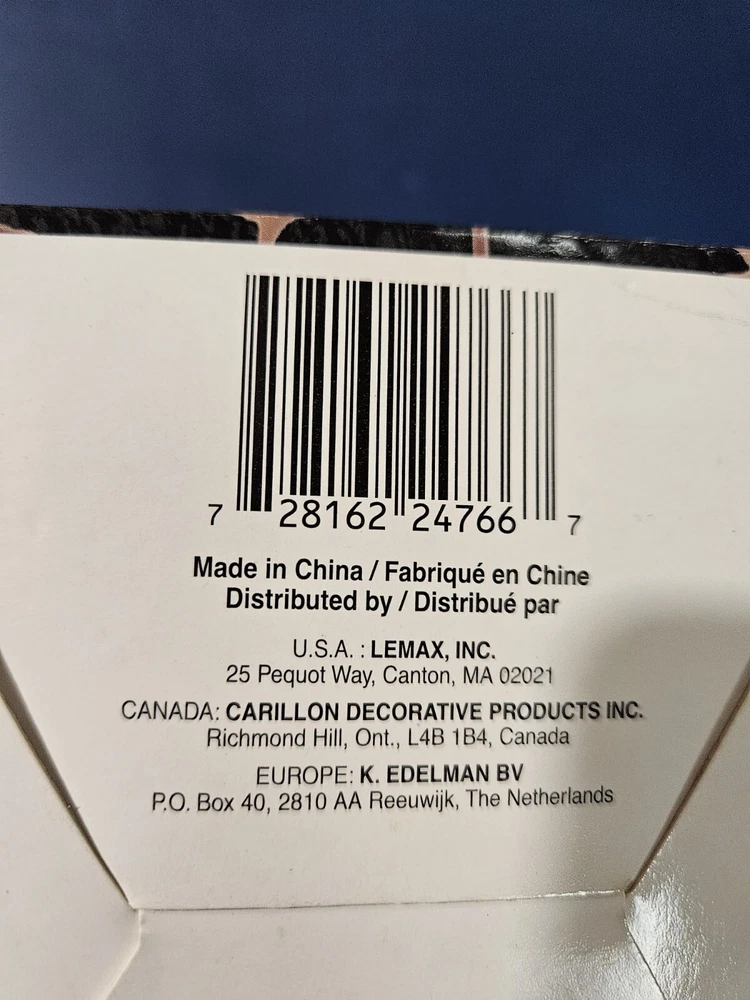 7 28162 24766 7
Made in China / Fabriqué en Chine
Distributed by / Distribué par
U.S.A. : LEMAX, INC.
25 Pequot Way, Canton, MA 02021
CANADA: CARILLON DECORATIVE PRODUCTS INC.
Richmond Hill, Ont., L4B 1B4, Canada
EUROPE: K. EDELMAN BV
P.O. Box 40, 2810 AA Reeuwijk, The Netherlands